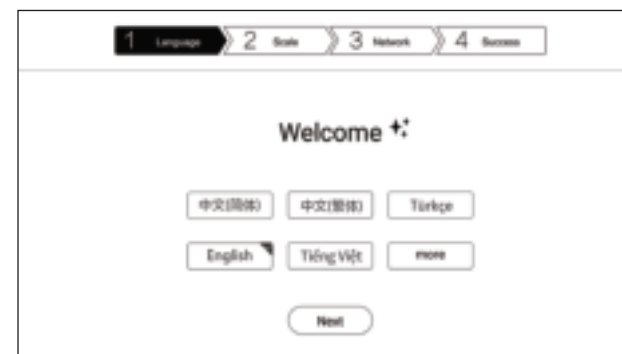 1 Language 2 Scale 3 Network 4 Success
Welcome
中文(简体) 中文(繁体) Türkçe
English Tiếng Việt more
Next